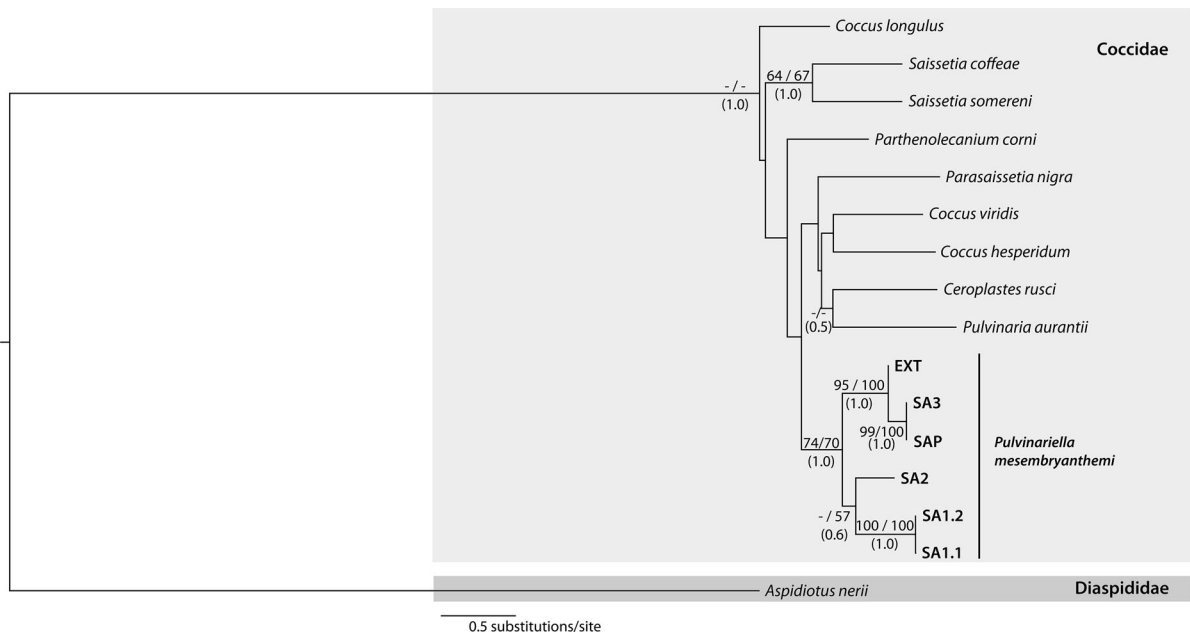 Coccus longulus
Coccidae
Saissetia coffeae
64 / 67
(1.0)
- / -
(1.0)
Saissetia somereni
Parthenolecanium corni
Parasaissetia nigra
Coccus viridis
Coccus hesperidum
Ceroplastes rusci
-/-
(0.5)
Pulvinaria aurantii
EXT
95 / 100
(1.0)
SA3
99/100
(1.0)
SAP
74/70
(1.0)
Pulvinariella
mesembryanthemi
SA2
- / 57
(0.6)
SA1.2
100 / 100
(1.0)
SA1.1
Aspidiotus nerii
Diaspididae
0.5 substitutions/site